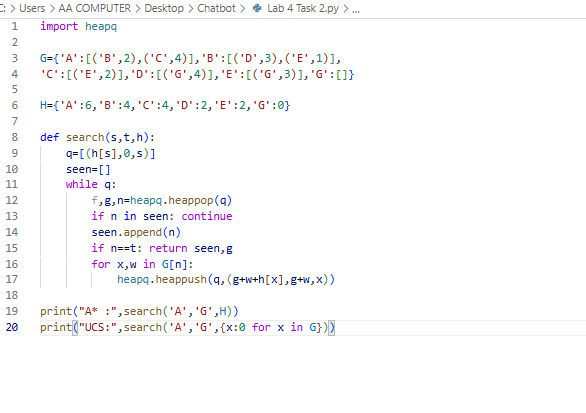 C: > Users > AA COMPUTER > Desktop > Chatbot > Lab 4 Task 2.py > ...
1 import heapq
2
3 G={'A':[('B',2),('C',4)],'B':[('D',3),('E',1)],
4 'C':[('E',2)],'D':[('G',4)],'E':[('G',3)],'G':[]}
5
6 H={'A':6,'B':4,'C':4,'D':2,'E':2,'G':0}
7
8 def search(s,t,h):
9     q=[(h[s],0,s)]
10     seen=[]
11     while q:
12         f,g,n=heapq.heappop(q)
13         if n in seen: continue
14         seen.append(n)
15         if n==t: return seen,g
16         for x,w in G[n]:
17             heapq.heappush(q,(g+w+h[x],g+w,x))
18
19 print("A* :",search('A','G',H))
20 print("UCS:",search('A','G',{x:0 for x in G}))